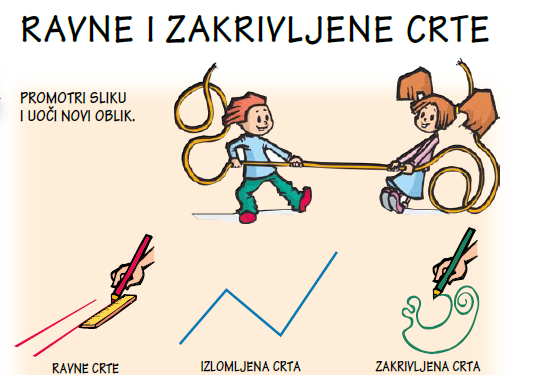 RAVNE I ZAKRIVLJENE CRTE
PROMOTRI SLIKU
I UOČI NOVI OBLIK.
RAVNE CRTE
IZLOMLJENA CRTA
ZAKRIVLJENA CRTA